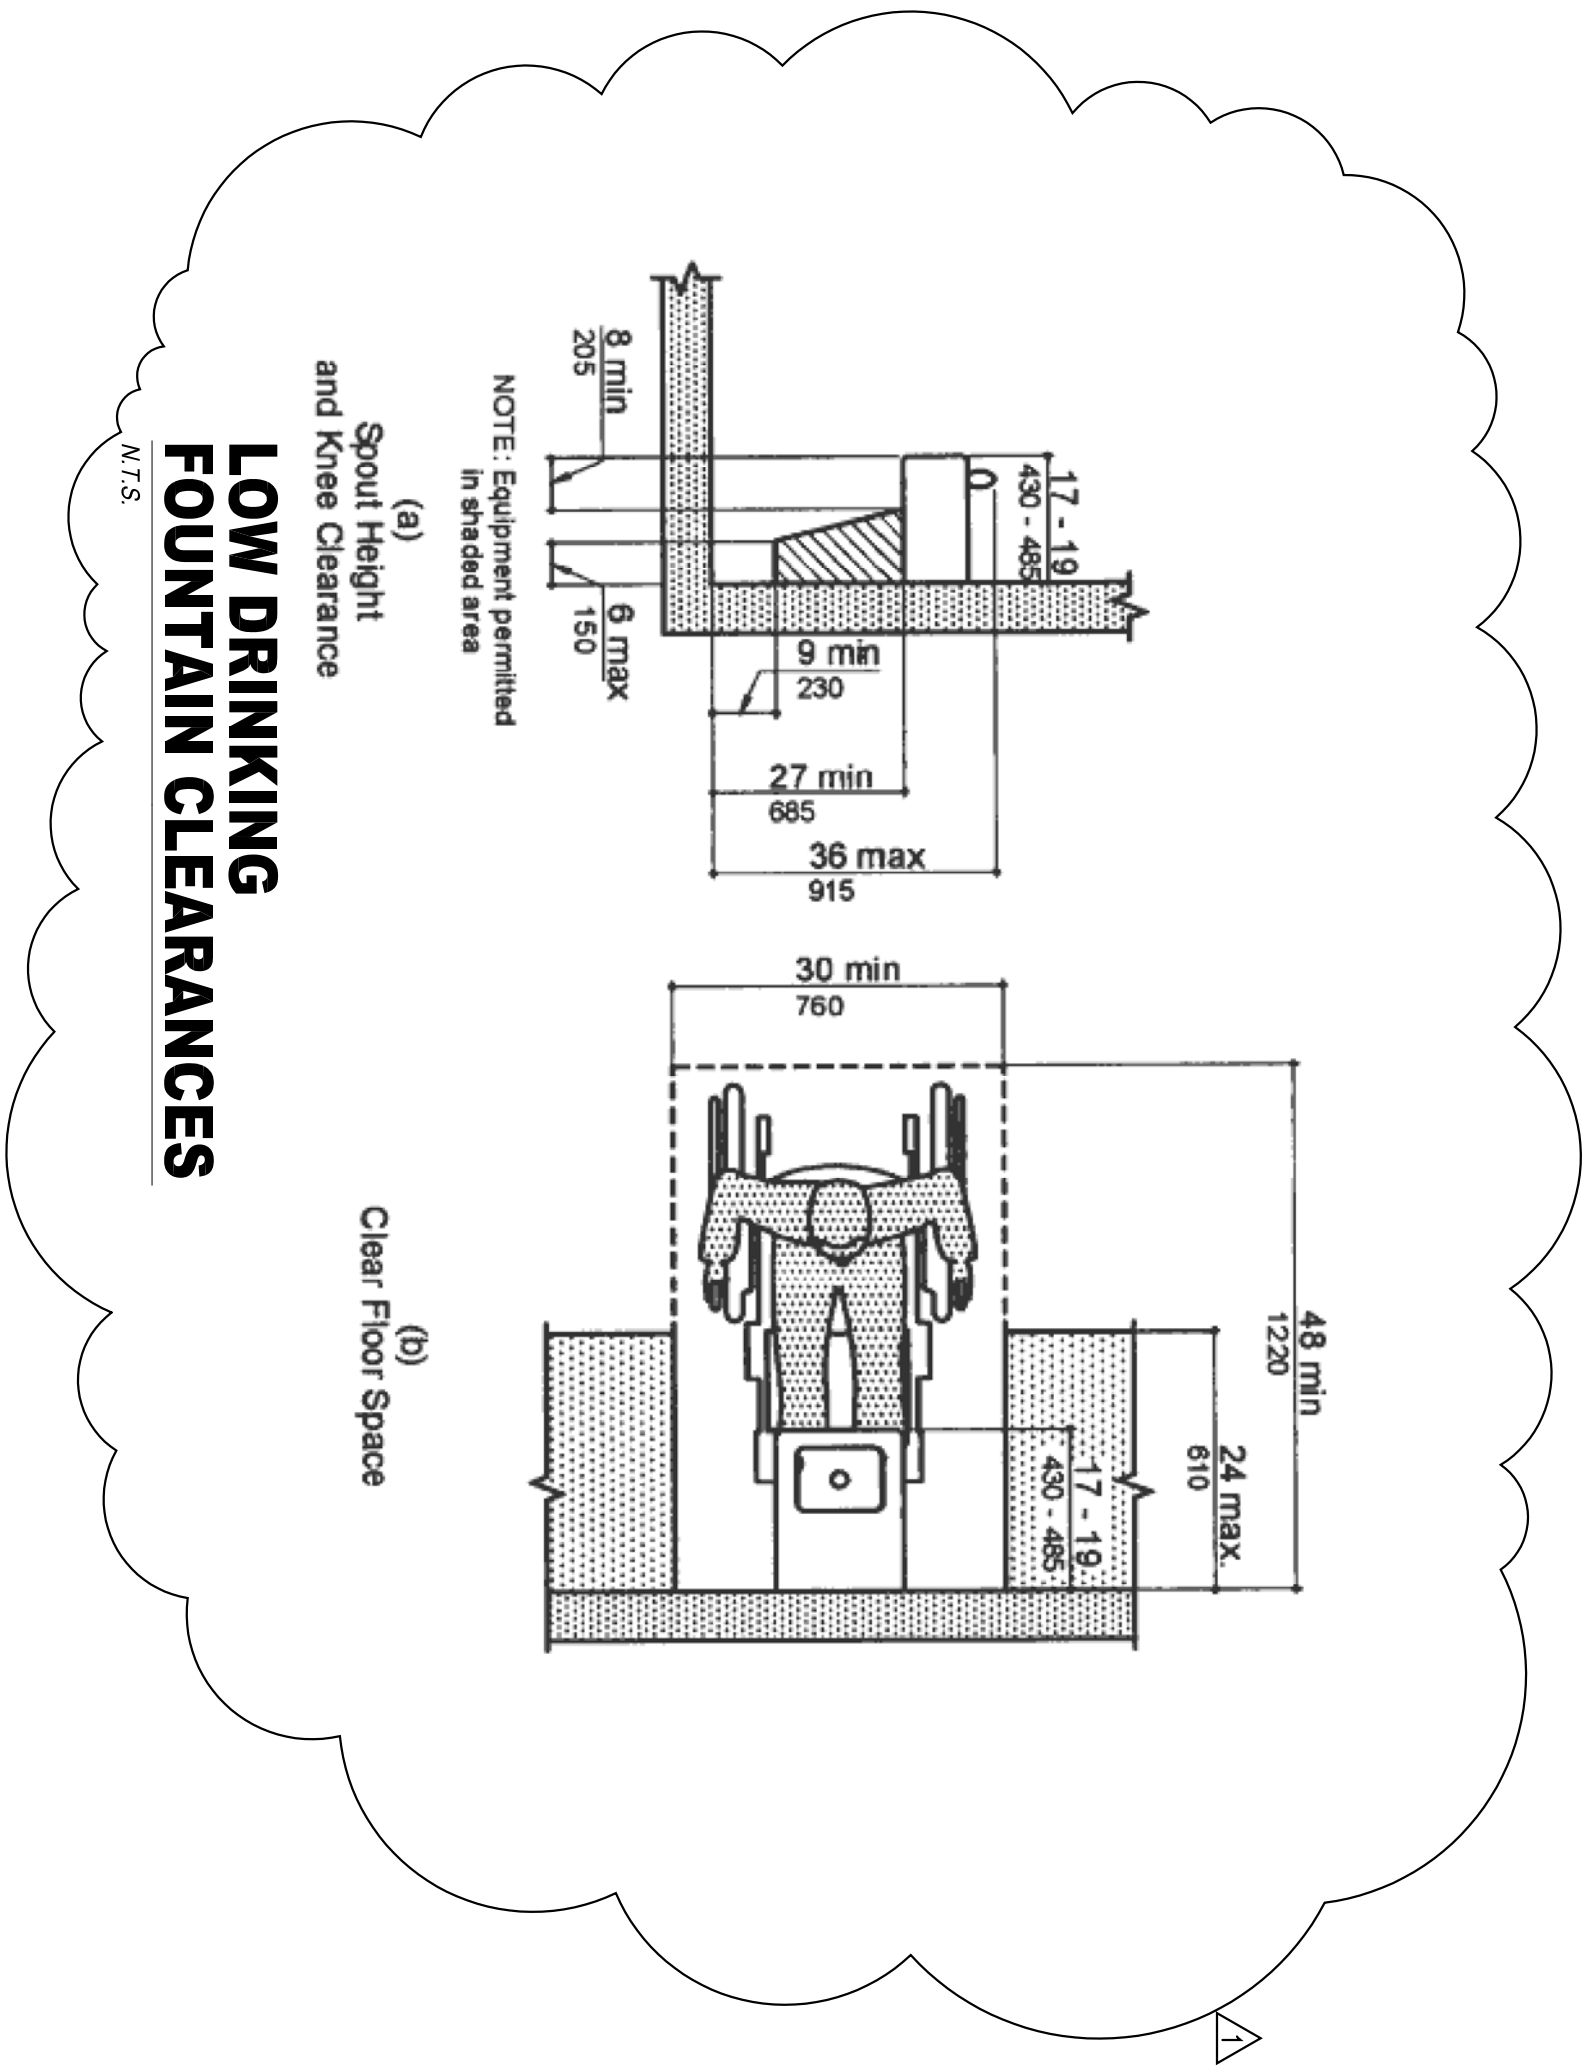 17 - 19
430 - 485
8 min
205
6 max
150
9 min
230
27 min
685
36 max
915
NOTE: Equipment permitted
in shaded area
(a)
Spout Height
and Knee Clearance
48 min
1220
24 max.
610
17 - 19
430 - 485
30 min
760
(b)
Clear Floor Space
LOW DRINKING
FOUNTAIN CLEARANCES
N.T.S.
1